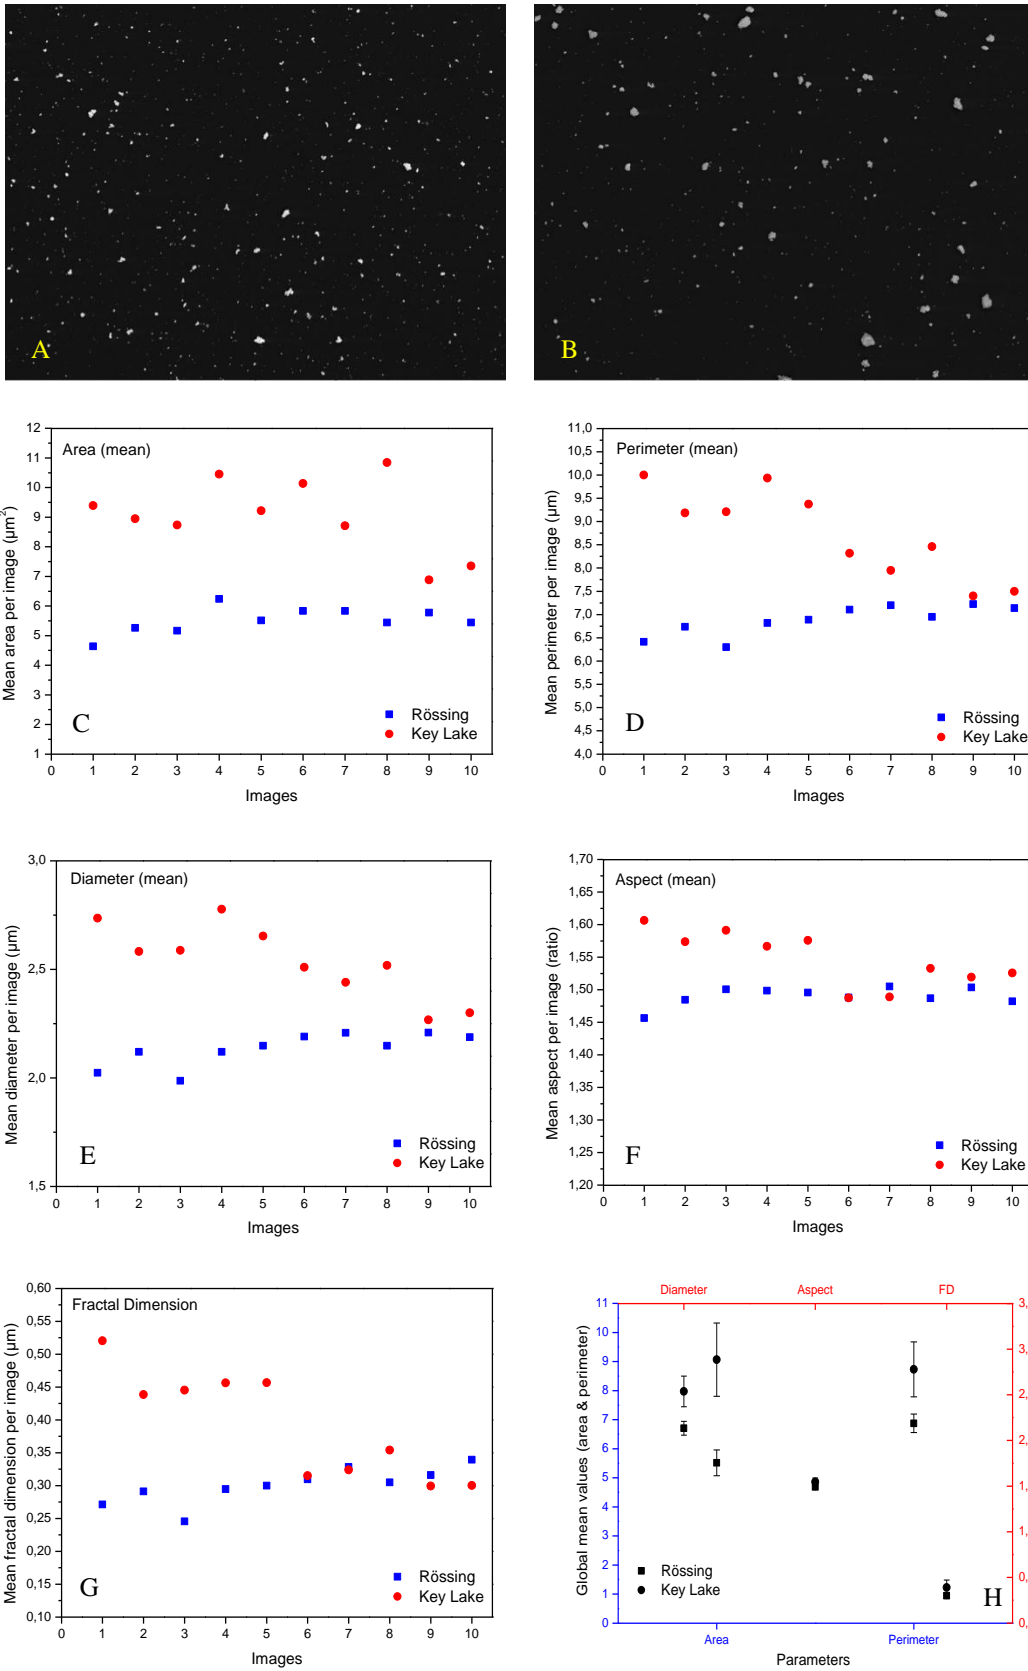 A
B
Area (mean)
Mean area per image (µm²)
12
11
10
9
8
7
6
5
4
3
2
1
0 1 2 3 4 5 6 7 8 9 10
Images
C
Rössing
Key Lake
Perimeter (mean)
Mean perimeter per image (µm)
11,0
10,5
10,0
9,5
9,0
8,5
8,0
7,5
7,0
6,5
6,0
5,5
5,0
4,5
4,0
0 1 2 3 4 5 6 7 8 9 10
Images
D
Rössing
Key Lake
Diameter (mean)
Mean diameter per image (µm)
3,0
2,5
2,0
1,5
0 1 2 3 4 5 6 7 8 9 10
Images
E
Rössing
Key Lake
Aspect (mean)
Mean aspect per image (ratio)
1,70
1,65
1,60
1,55
1,50
1,45
1,40
1,35
1,30
1,25
1,20
0 1 2 3 4 5 6 7 8 9 10
Images
F
Rössing
Key Lake
Fractal Dimension
Mean fractal dimension per image (µm)
0,60
0,55
0,50
0,45
0,40
0,35
0,30
0,25
0,20
0,15
0,10
0 1 2 3 4 5 6 7 8 9 10
Images
G
Rössing
Key Lake
Diameter Aspect FD
Global mean values (area & perimeter)
11
10
9
8
7
6
5
4
3
2
1
0
3,
3,
2,
2,
1,
1,
0,
0,
Area Perimeter
Parameters
H
Rössing
Key Lake